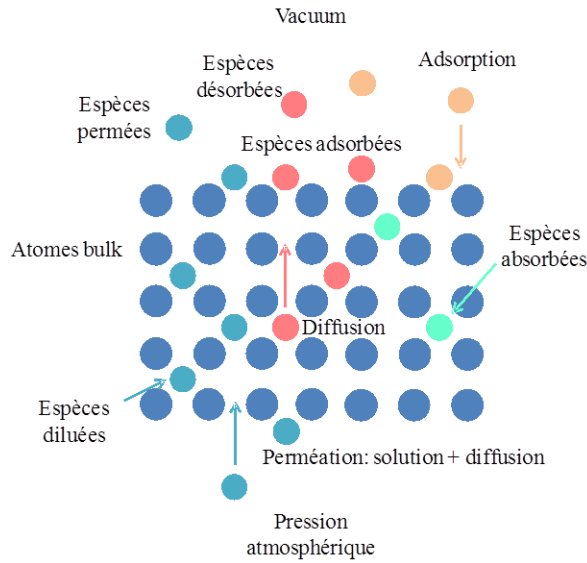 Vacuum
Espèces
désorbées
Adsorption
Espèces
perméées
Espèces adsorbées
Atomes bulk
Espèces
absorbées
Diffusion
Espèces
diluées
Perméation: solution + diffusion
Pression
atmosphérique